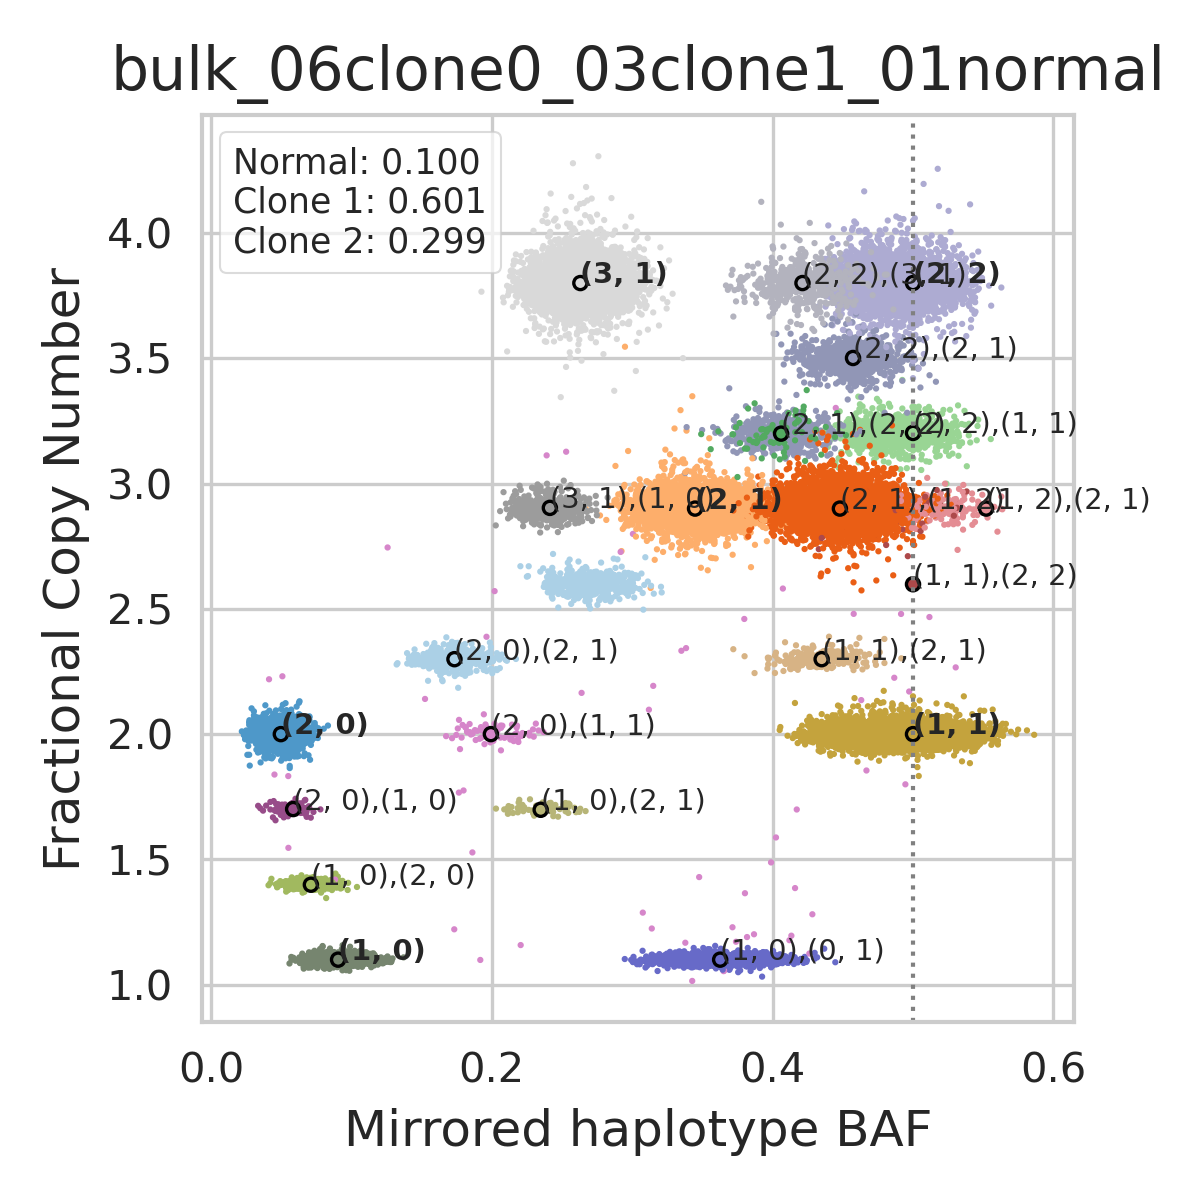 bulk_06clone0_03clone1_01normal
Normal: 0.100
Clone 1: 0.601
Clone 2: 0.299
Fractional Copy Number
4.0
3.5
3.0
2.5
2.0
1.5
1.0
(3, 1)
(2, 2),(3, 1)
(2, 2)
(2, 2),(2, 1)
(2, 1),(2, 0)
(2, 2),(1, 1)
(3, 1),(1, 0)
(2, 1)
(2, 1),(1, 2)
(1, 2),(2, 1)
(1, 1),(2, 2)
(2, 0),(2, 1)
(1, 1),(2, 1)
(2, 0)
(2, 0),(1, 1)
(1, 1)
(2, 0),(1, 0)
(1, 0),(2, 1)
(1, 0),(2, 0)
(1, 0)
(1, 0),(0, 1)
0.0 0.2 0.4 0.6
Mirrored haplotype BAF